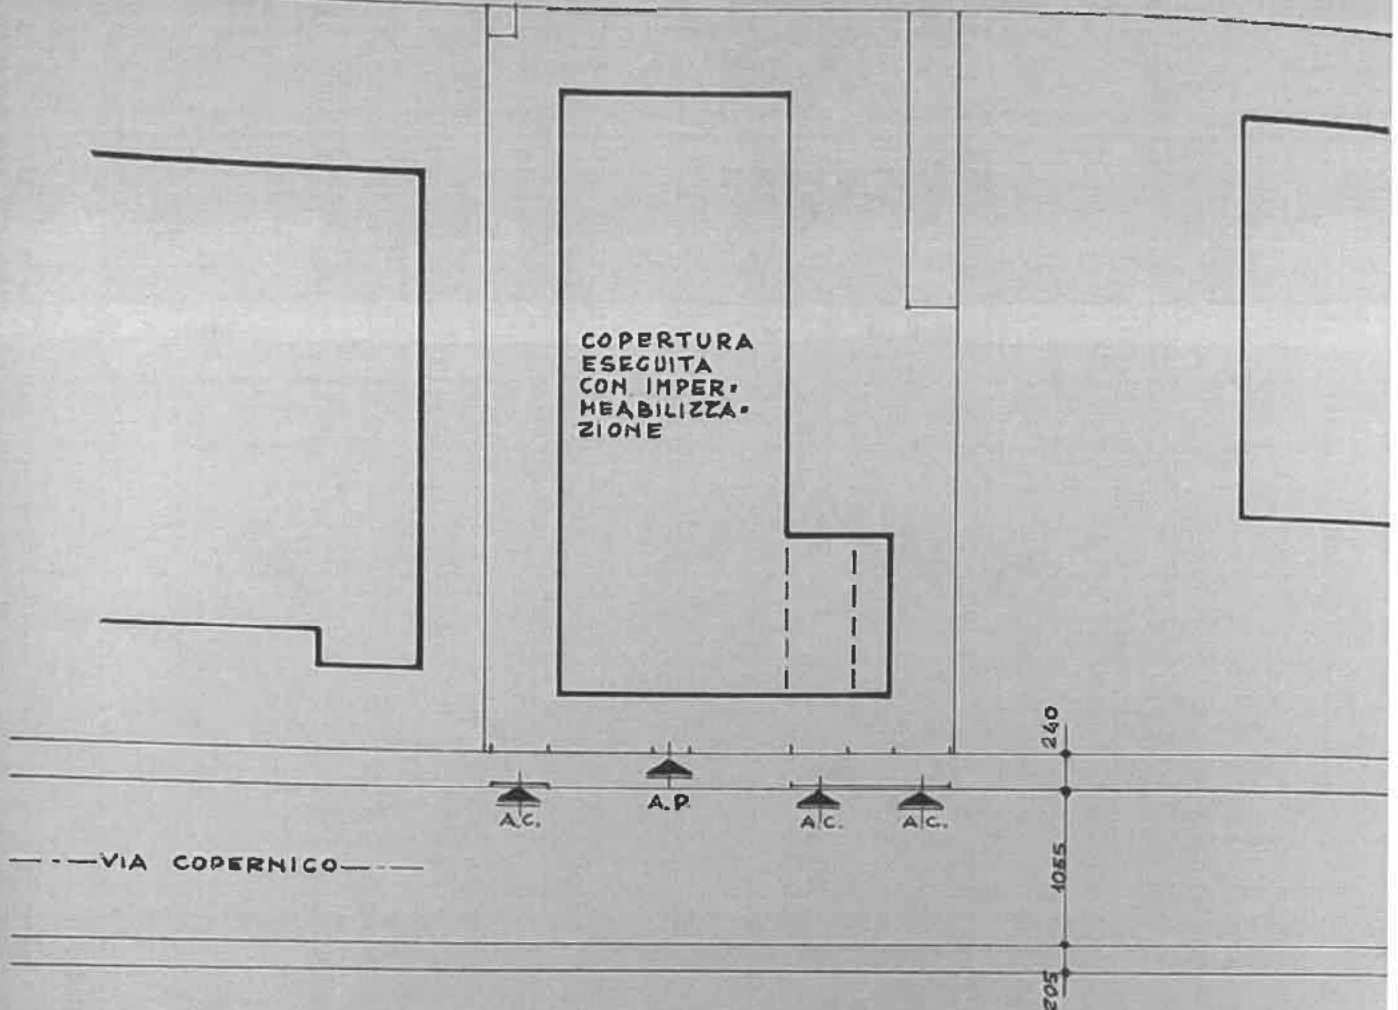 COPERTURA
ESEGUITA
CON IMPER=
MEABILIZZA=
ZIONE
240
A.C.
A.P.
A.C.
A.C.
VIA COPERNICO
1055
205